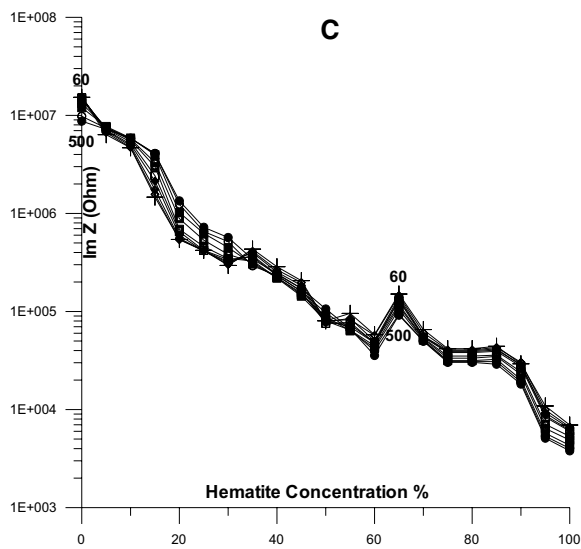 1E+008
C
60
1E+007
500
1E+006
Im Z (Ohm)
60
1E+005
500
1E+004
Hematite Concentration %
1E+003
0 20 40 60 80 100